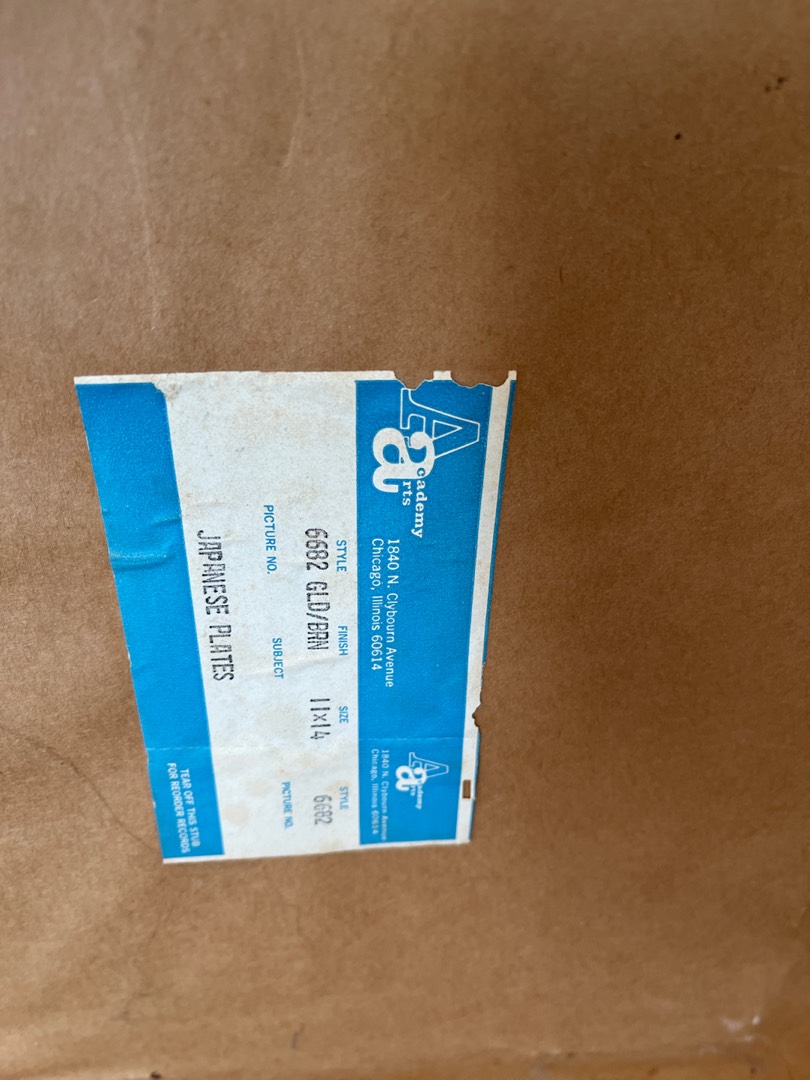 Academy
Arts
1840 N. Clybourn Avenue
Chicago, Illinois 60614
STYLE FINISH SIZE
6682 GLD/BRN 11x14
PICTURE NO. SUBJECT
JAPANESE PLATES
Academy
Arts
1840 N. Clybourn Avenue
Chicago, Illinois 60614
STYLE
6682
PICTURE NO.
TEAR OFF THIS STUB
FOR REORDER RECORDS